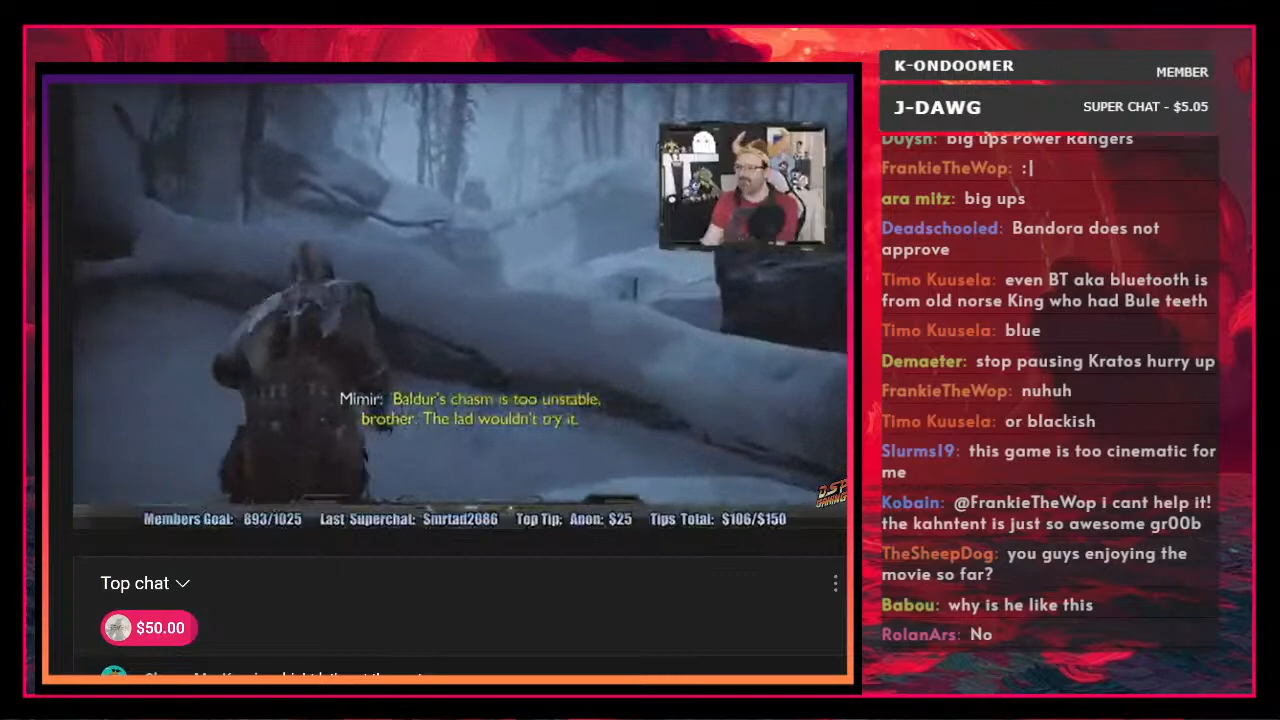 K-ONDOOMER
MEMBER
J-DAWG
SUPER CHAT - $5.05
Duysh: big ups Power Rangers
FrankieTheWop: :|
ara mitz: big ups
Deadschooled: Bandora does not
approve
Timo Kuusela: even BT aka bluetooth is
from old norse King who had Bule teeth
Timo Kuusela: blue
Demaeter: stop pausing Kratos hurry up
FrankieTheWop: nuhuh
Timo Kuusela: or blackish
Slurms19: this game is too cinematic for
me
Kobain: @FrankieTheWop i cant help it!
the kahntent is just so awesome gr00b
TheSheepDog: you guys enjoying the
movie so far?
Babou: why is he like this
RolanArs: No
Mimir: Baldur's chasm is too unstable,
brother. The lad wouldn't try it.
DSP
GAMING
Members Goal: 893/1025 Last Superchat: Smrtad2086 Top Tip: Anon: $25 Tips Total: $106/$150
Top chat
$50.00